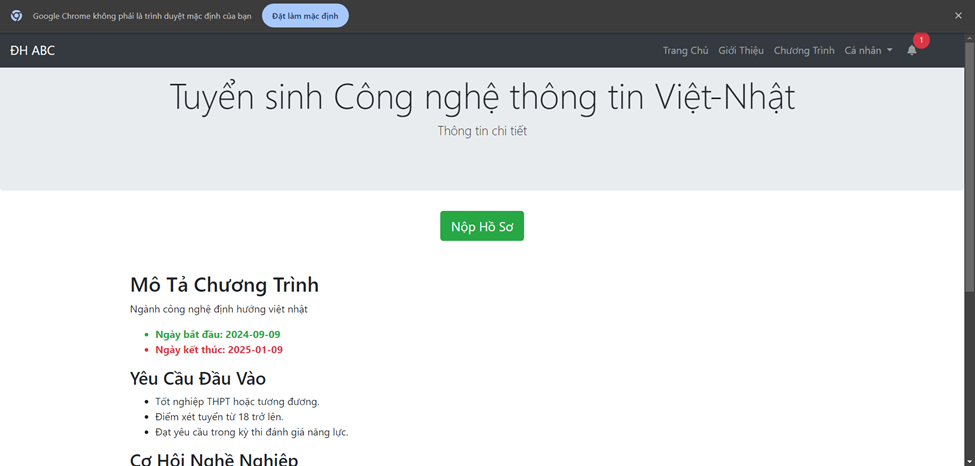 Google Chrome không phải là trình duyệt mặc định của bạn Đặt làm mặc định
ĐH ABC Trang Chủ Giới Thiệu Chương Trình Cá nhân 1
Tuyển sinh Công nghệ thông tin Việt-Nhật
Thông tin chi tiết
Nộp Hồ Sơ
Mô Tả Chương Trình
Ngành công nghệ định hướng việt nhật
Ngày bắt đầu: 2024-09-09
Ngày kết thúc: 2025-01-09
Yêu Cầu Đầu Vào
Tốt nghiệp THPT hoặc tương đương.
Điểm xét tuyển từ 18 trở lên.
Đạt yêu cầu trong kỳ thi đánh giá năng lực.
Cơ Hội Nghề Nghiệp